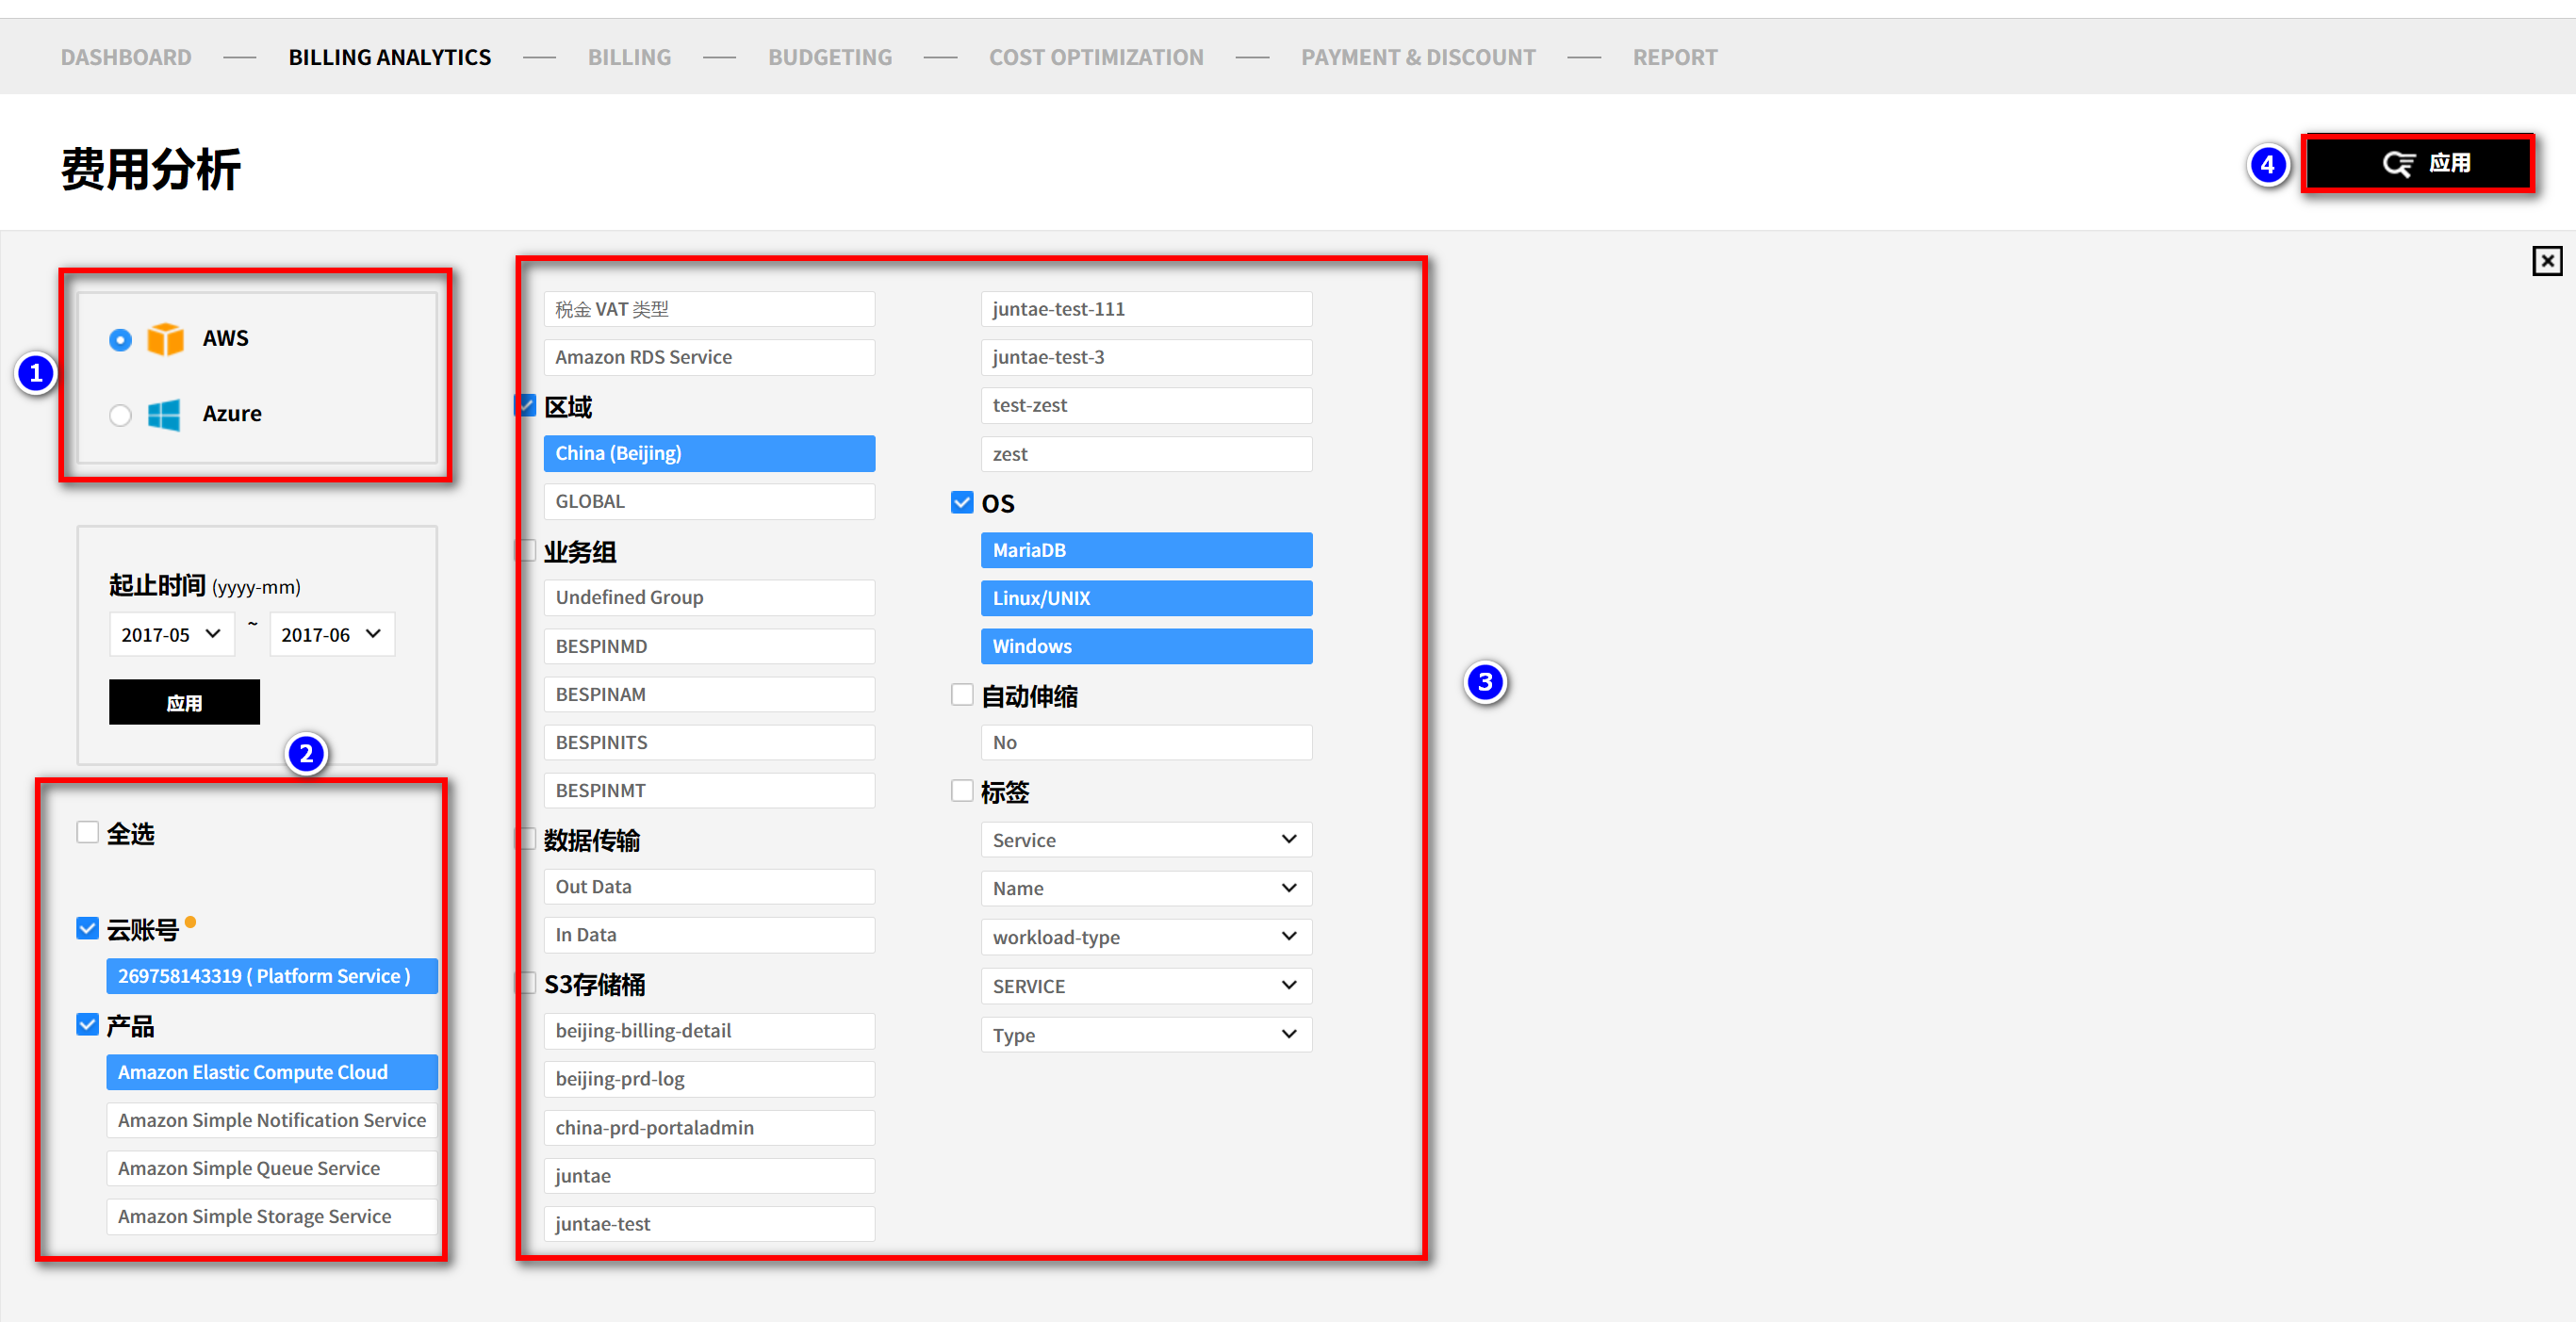 DASHBOARD — BILLING ANALYTICS — BILLING — BUDGETING — COST OPTIMIZATION — PAYMENT & DISCOUNT — REPORT
费用分析
4
应用
1
AWS
Azure
起止时间 (yyyy-mm)
2017-05 ~ 2017-06
应用
2
全选
云账号
269758143319 ( Platform Service )
产品
Amazon Elastic Compute Cloud
Amazon Simple Notification Service
Amazon Simple Queue Service
Amazon Simple Storage Service
税金 VAT 类型
Amazon RDS Service
区域
China (Beijing)
GLOBAL
业务组
Undefined Group
BESPINMD
BESPINAM
BESPINITS
BESPINMT
数据传输
Out Data
In Data
S3存储桶
beijing-billing-detail
beijing-prd-log
china-prd-portaladmin
juntae
juntae-test
juntae-test-111
juntae-test-3
test-zest
zest
OS
MariaDB
Linux/UNIX
Windows
自动伸缩
No
标签
Service
Name
workload-type
SERVICE
Type
3